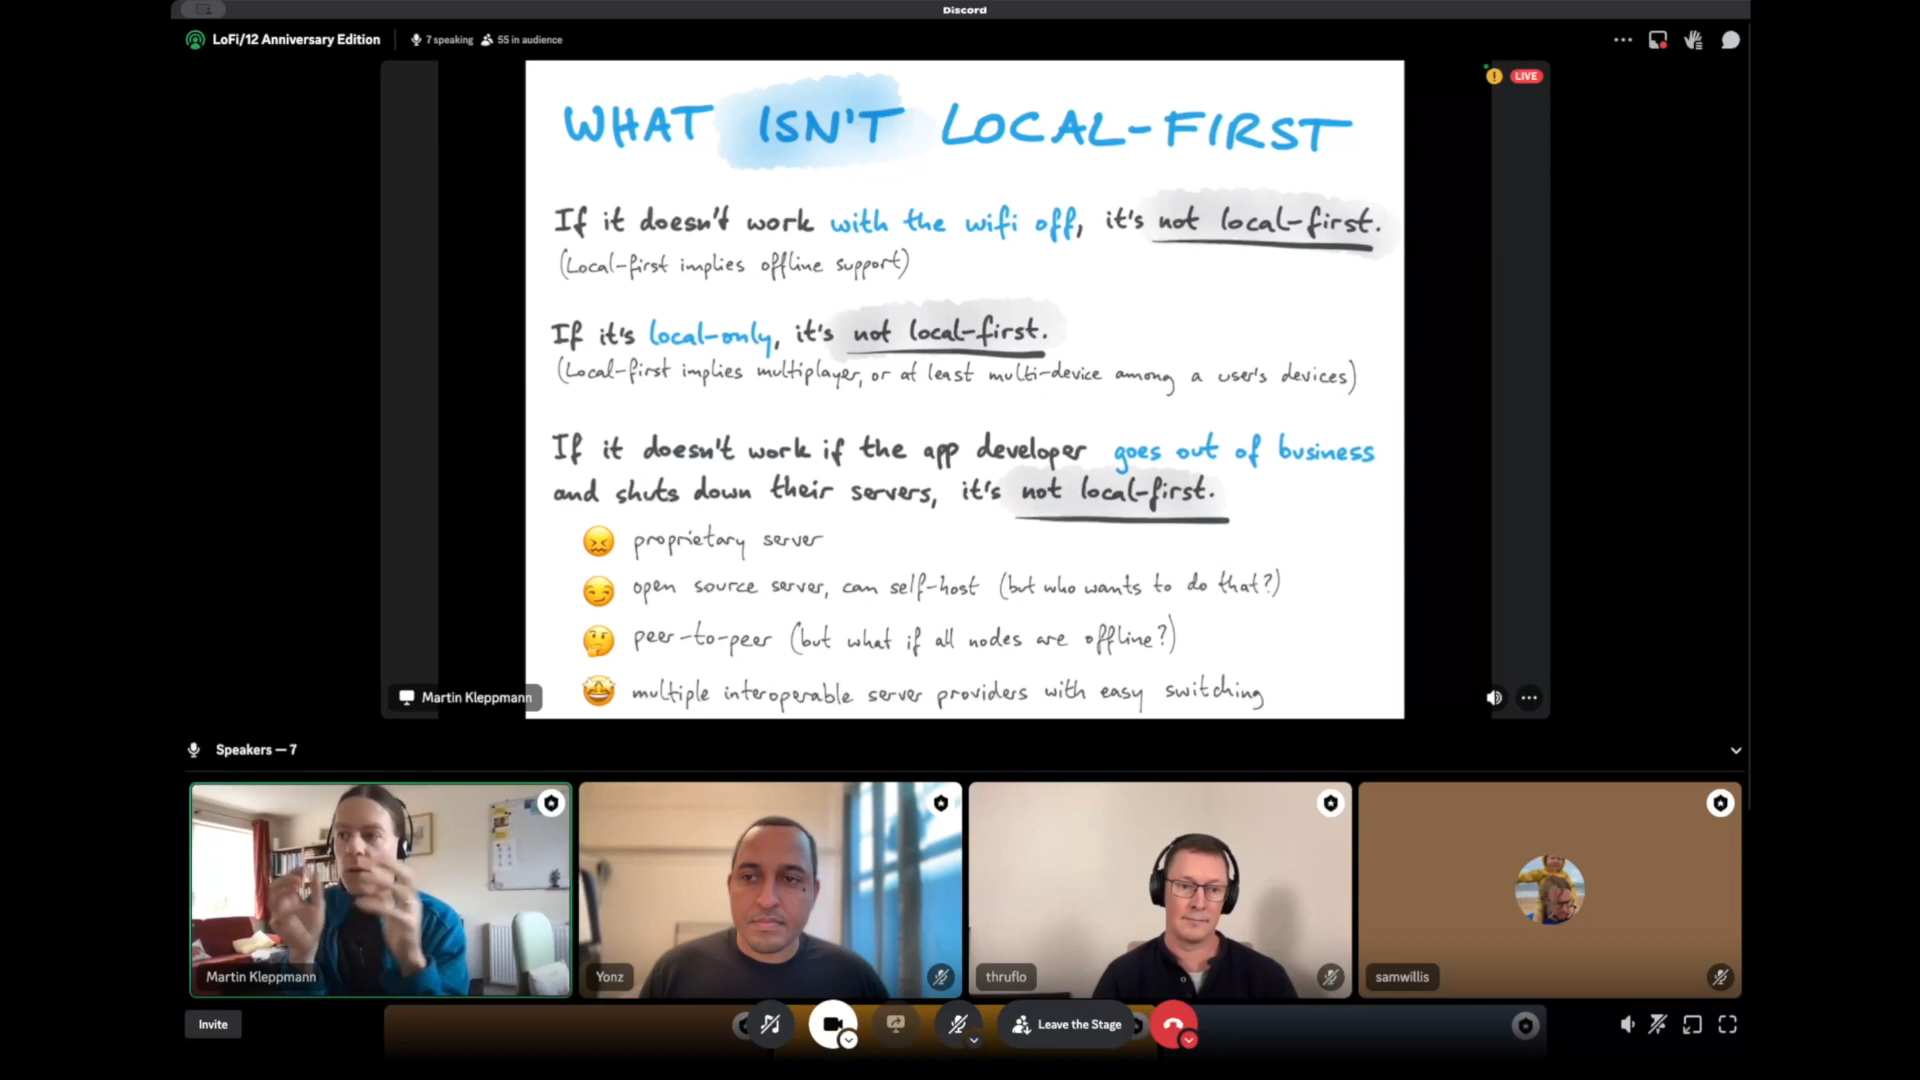 Discord
LoFi/12 Anniversary Edition
7 speaking
55 in audience
LIVE
WHAT ISN'T LOCAL-FIRST
If it doesn't work with the wifi off, it's not local-first.
(Local-first implies offline support)
If it's local-only, it's not local-first.
(Local-first implies multiplayer, or at least multi-device among a user's devices)
If it doesn't work if the app developer goes out of business
and shuts down their servers, it's not local-first.
proprietary server
open source server, can self-host (but who wants to do that?)
peer-to-peer (but what if all nodes are offline?)
multiple interoperable server providers with easy switching
Martin Kleppmann
Speakers — 7
Martin Kleppmann
Yonz
thruflo
samwillis
Invite
Leave the Stage